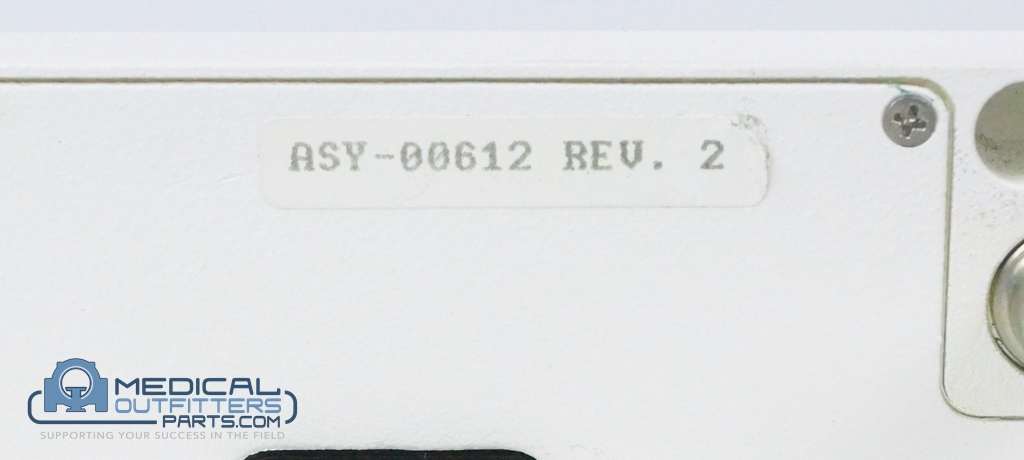 ASY-00612 REV. 2
MEDICAL
OUTFITTERS
PARTS.COM
SUPPORTING YOUR SUCCESS IN THE FIELD